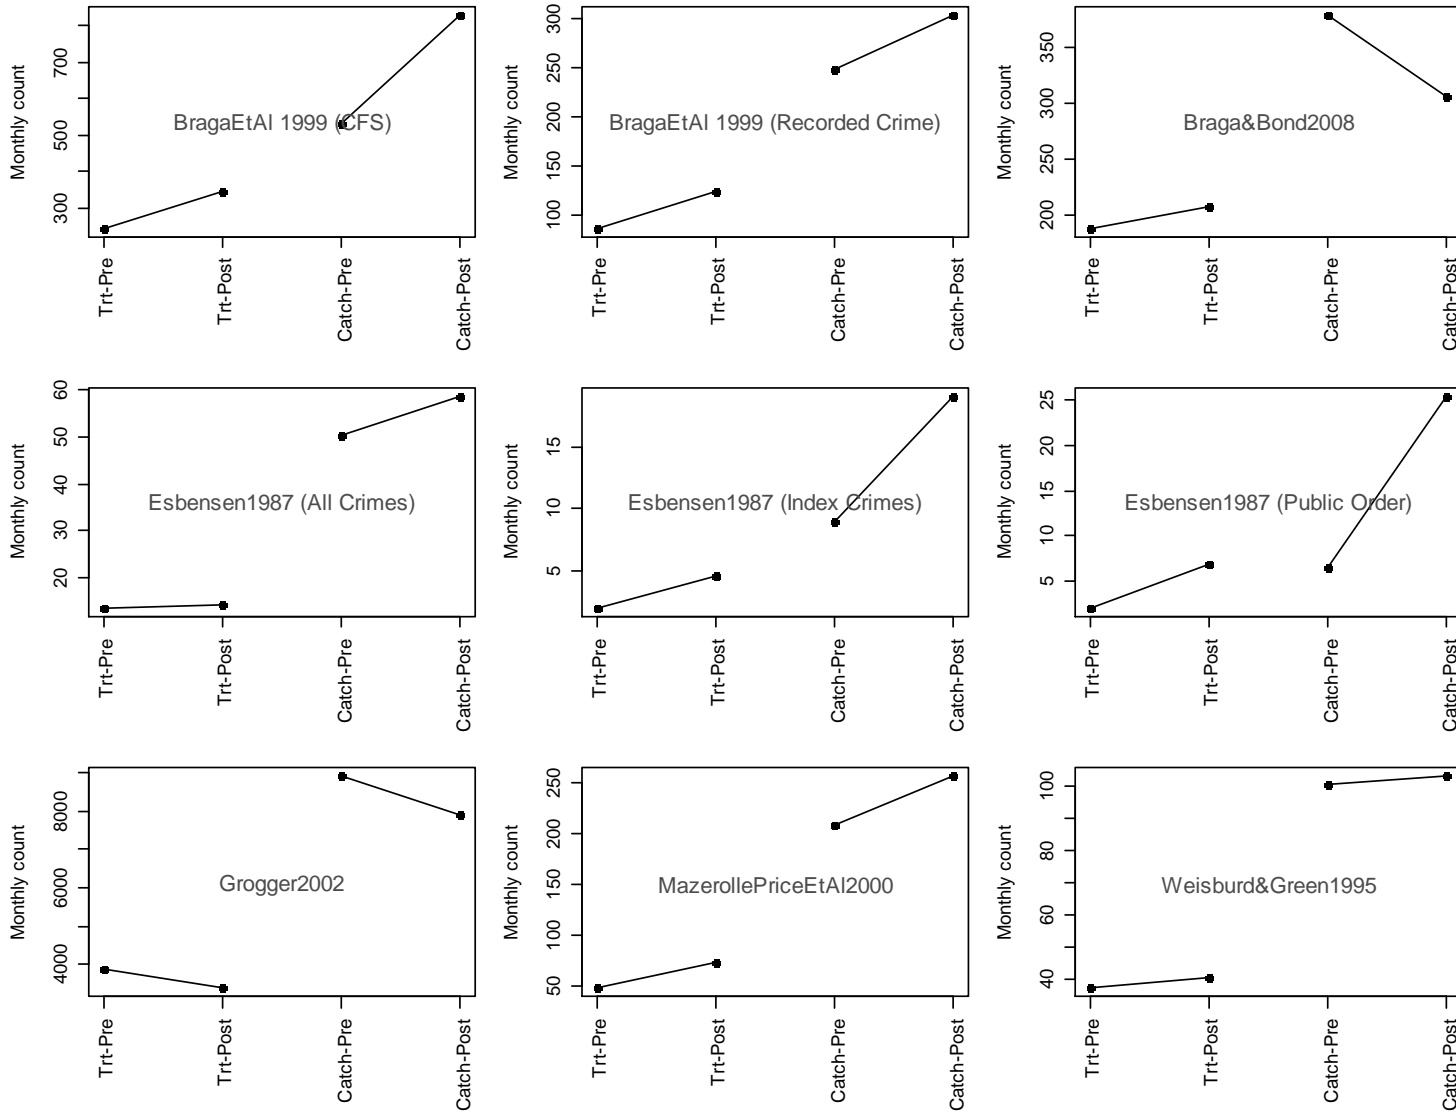 Monthly count
300
500
700
BragaEtAl 1999 (CFS)
Trt-Pre
Trt-Post
Catch-Pre
Catch-Post
Monthly count
100
150
200
250
300
BragaEtAl 1999 (Recorded Crime)
Trt-Pre
Trt-Post
Catch-Pre
Catch-Post
Monthly count
200
250
300
350
Braga&Bond2008
Trt-Pre
Trt-Post
Catch-Pre
Catch-Post
Monthly count
20
30
40
50
60
Esbensen1987 (All Crimes)
Trt-Pre
Trt-Post
Catch-Pre
Catch-Post
Monthly count
5
10
15
Esbensen1987 (Index Crimes)
Trt-Pre
Trt-Post
Catch-Pre
Catch-Post
Monthly count
5
10
15
20
25
Esbensen1987 (Public Order)
Trt-Pre
Trt-Post
Catch-Pre
Catch-Post
Monthly count
4000
6000
8000
Grogger2002
Trt-Pre
Trt-Post
Catch-Pre
Catch-Post
Monthly count
50
100
150
200
250
MazerollePriceEtAl2000
Trt-Pre
Trt-Post
Catch-Pre
Catch-Post
Monthly count
40
60
80
100
Weisburd&Green1995
Trt-Pre
Trt-Post
Catch-Pre
Catch-Post